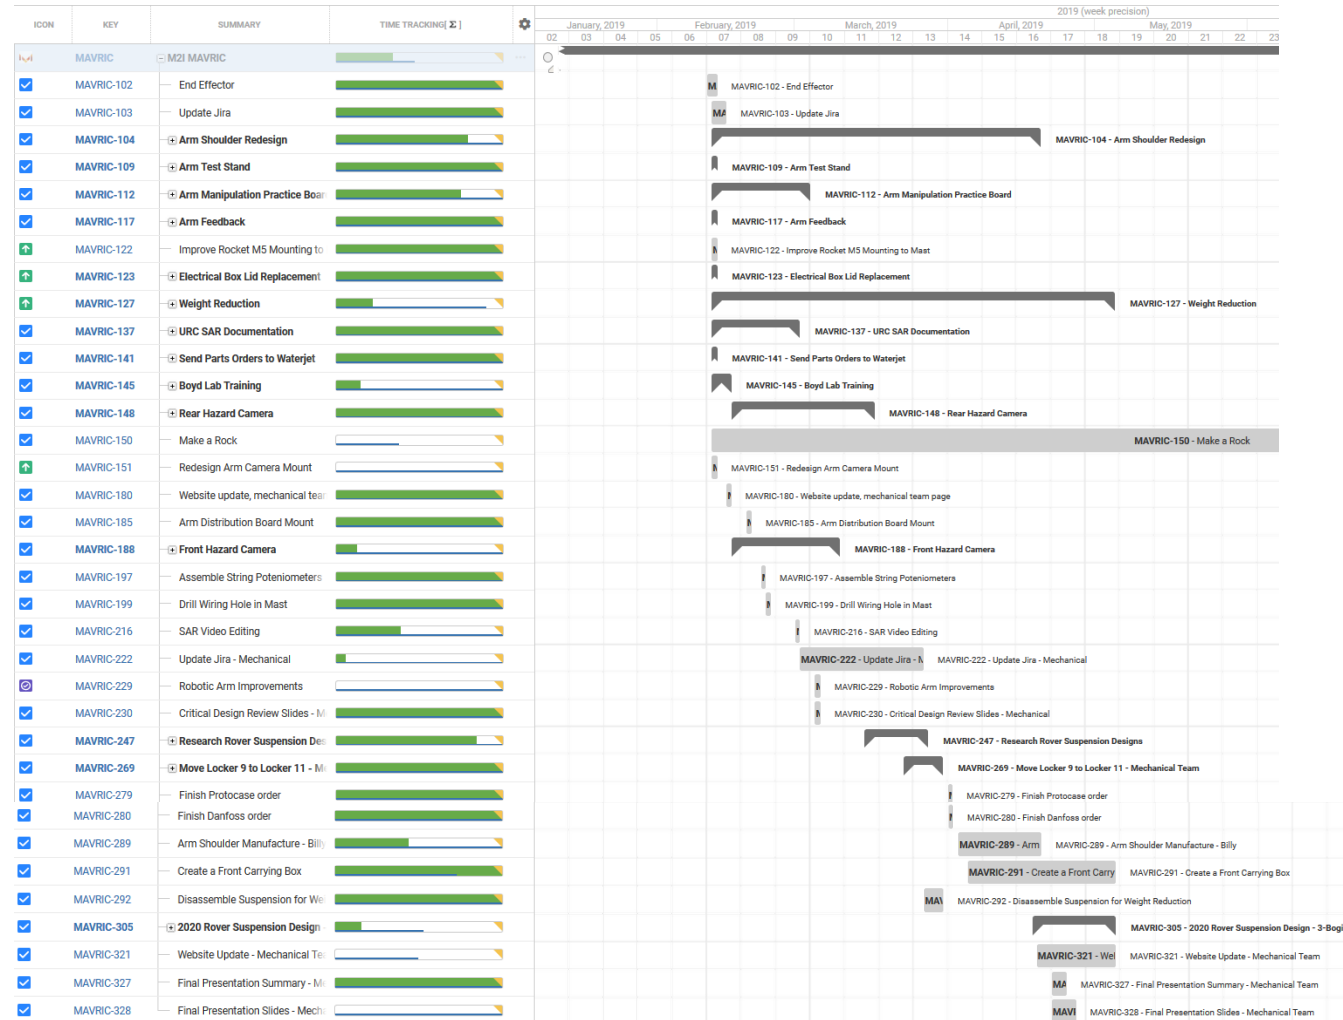 2019 (week precision)
ICON KEY SUMMARY TIME TRACKING[ Σ ] January, 2019 February, 2019 March, 2019 April, 2019 May, 2019
02 03 04 05 06 07 08 09 10 11 12 13 14 15 16 17 18 19 20 21 22 23
MAVRIC M2I MAVRIC
MAVRIC-102 End Effector M MAVRIC-102 - End Effector
MAVRIC-103 Update Jira MA MAVRIC-103 - Update Jira
MAVRIC-104 Arm Shoulder Redesign MAVRIC-104 - Arm Shoulder Redesign
MAVRIC-109 Arm Test Stand MAVRIC-109 - Arm Test Stand
MAVRIC-112 Arm Manipulation Practice Boar MAVRIC-112 - Arm Manipulation Practice Board
MAVRIC-117 Arm Feedback MAVRIC-117 - Arm Feedback
MAVRIC-122 Improve Rocket M5 Mounting to MAVRIC-122 - Improve Rocket M5 Mounting to Mast
MAVRIC-123 Electrical Box Lid Replacement MAVRIC-123 - Electrical Box Lid Replacement
MAVRIC-127 Weight Reduction MAVRIC-127 - Weight Reduction
MAVRIC-137 URC SAR Documentation MAVRIC-137 - URC SAR Documentation
MAVRIC-141 Send Parts Orders to Waterjet MAVRIC-141 - Send Parts Orders to Waterjet
MAVRIC-145 Boyd Lab Training MAVRIC-145 - Boyd Lab Training
MAVRIC-148 Rear Hazard Camera MAVRIC-148 - Rear Hazard Camera
MAVRIC-150 Make a Rock MAVRIC-150 - Make a Rock
MAVRIC-151 Redesign Arm Camera Mount MAVRIC-151 - Redesign Arm Camera Mount
MAVRIC-180 Website update, mechanical tea MAVRIC-180 - Website update, mechanical team page
MAVRIC-185 Arm Distribution Board Mount MAVRIC-185 - Arm Distribution Board Mount
MAVRIC-188 Front Hazard Camera MAVRIC-188 - Front Hazard Camera
MAVRIC-197 Assemble String Poteniometers MAVRIC-197 - Assemble String Poteniometers
MAVRIC-199 Drill Wiring Hole in Mast MAVRIC-199 - Drill Wiring Hole in Mast
MAVRIC-216 SAR Video Editing MAVRIC-216 - SAR Video Editing
MAVRIC-222 Update Jira - Mechanical MAVRIC-222 - Update Jira - M MAVRIC-222 - Update Jira - Mechanical
MAVRIC-229 Robotic Arm Improvements MAVRIC-229 - Robotic Arm Improvements
MAVRIC-230 Critical Design Review Slides - M MAVRIC-230 - Critical Design Review Slides - Mechanical
MAVRIC-247 Research Rover Suspension Des MAVRIC-247 - Research Rover Suspension Designs
MAVRIC-269 Move Locker 9 to Locker 11 - Me MAVRIC-269 - Move Locker 9 to Locker 11 - Mechanical Team
MAVRIC-279 Finish Protocase order MAVRIC-279 - Finish Protocase order
MAVRIC-280 Finish Danfoss order MAVRIC-280 - Finish Danfoss order
MAVRIC-289 Arm Shoulder Manufacture - Billy MAVRIC-289 - Arm MAVRIC-289 - Arm Shoulder Manufacture - Billy
MAVRIC-291 Create a Front Carrying Box MAVRIC-291 - Create a Front Carry MAVRIC-291 - Create a Front Carrying Box
MAVRIC-292 Disassemble Suspension for We MAV MAVRIC-292 - Disassemble Suspension for Weight Reduction
MAVRIC-305 2020 Rover Suspension Design MAVRIC-305 - 2020 Rover Suspension Design - 3-Bogi
MAVRIC-321 Website Update - Mechanical Te MAVRIC-321 - Wel MAVRIC-321 - Website Update - Mechanical Team
MAVRIC-327 Final Presentation Summary - M MA MAVRIC-327 - Final Presentation Summary - Mechanical Team
MAVRIC-328 Final Presentation Slides - Mech MAVI MAVRIC-328 - Final Presentation Slides - Mechanical Team